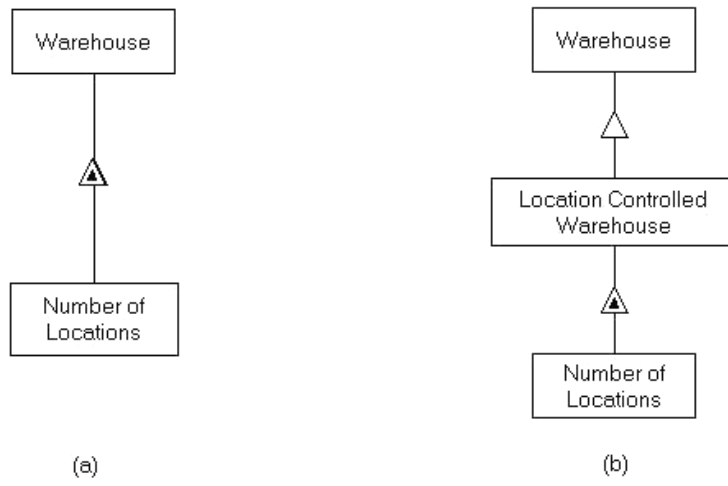 Warehouse
Number of
Locations
(a)
Warehouse
Location Controlled
Warehouse
Number of
Locations
(b)